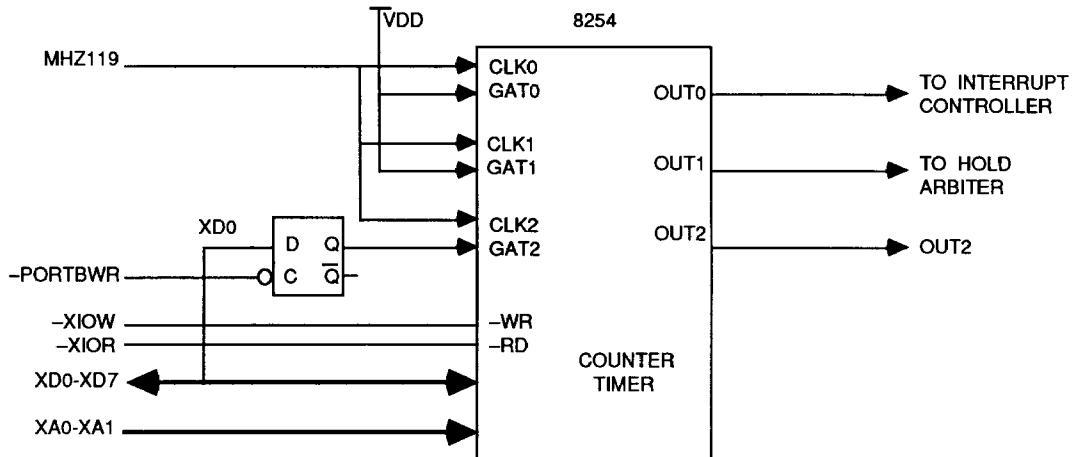 VDD
8254
MHZ119
CLK0
GAT0
OUT0
TO INTERRUPT
CONTROLLER
CLK1
GAT1
OUT1
TO HOLD
ARBITER
XD0
D Q
CLK2
GAT2
OUT2
OUT2
–PORTBWR
C Q
–XIOW
–WR
–XIOR
–RD
COUNTER
TIMER
XD0-XD7
XA0-XA1